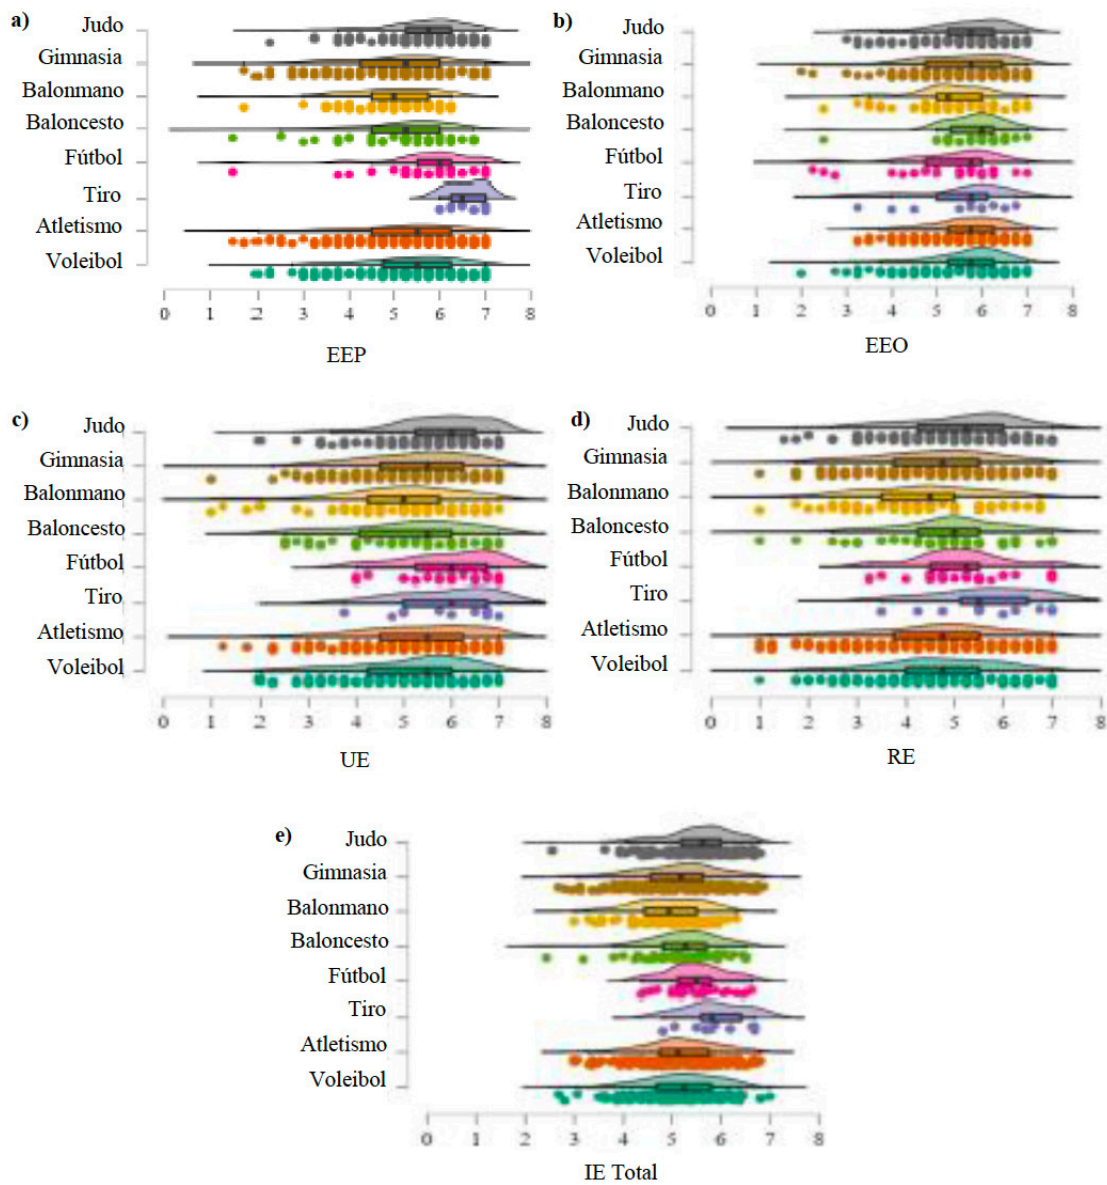 a)
Judo
Gimnasia
Balonmano
Baloncesto
Fútbol
Tiro
Atletismo
Voleibol
0 1 2 3 4 5 6 7 8
EEP
b)
Judo
Gimnasia
Balonmano
Baloncesto
Fútbol
Tiro
Atletismo
Voleibol
0 1 2 3 4 5 6 7 8
EEO
c)
Judo
Gimnasia
Balonmano
Baloncesto
Fútbol
Tiro
Atletismo
Voleibol
0 1 2 3 4 5 6 7 8
UE
d)
Judo
Gimnasia
Balonmano
Baloncesto
Fútbol
Tiro
Atletismo
Voleibol
0 1 2 3 4 5 6 7 8
RE
e)
Judo
Gimnasia
Balonmano
Baloncesto
Fútbol
Tiro
Atletismo
Voleibol
0 1 2 3 4 5 6 7 8
IE Total